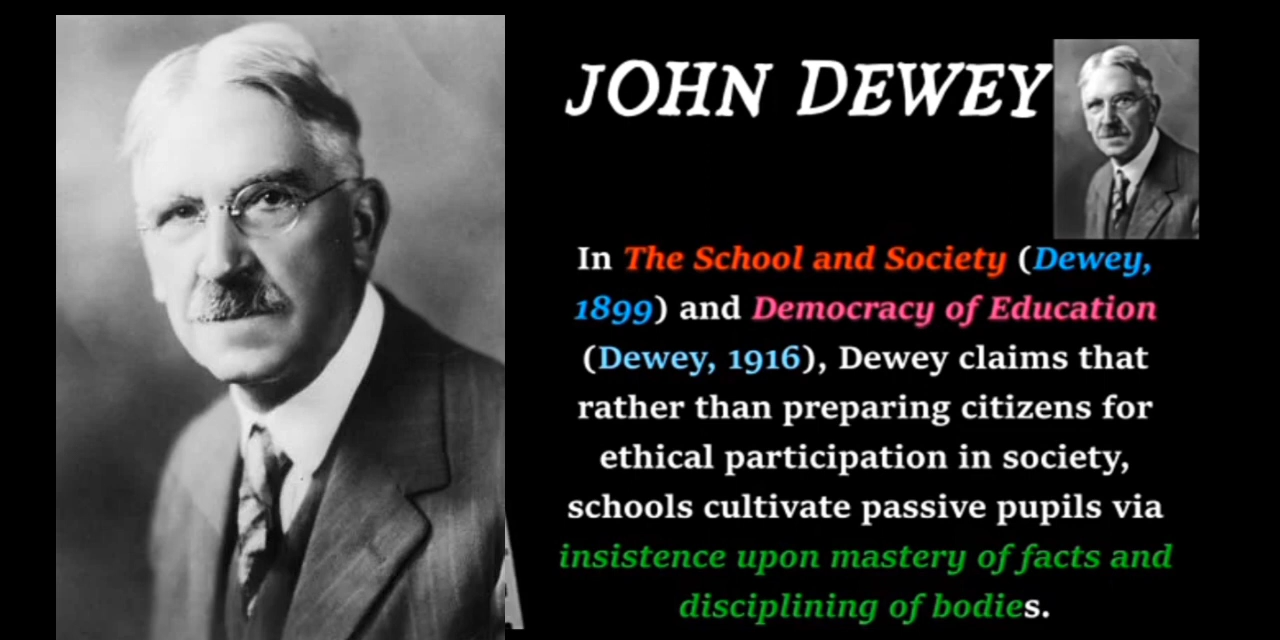 JOHN DEWEY
In The School and Society (Dewey,
1899) and Democracy of Education
(Dewey, 1916), Dewey claims that
rather than preparing citizens for
ethical participation in society,
schools cultivate passive pupils via
insistence upon mastery of facts and
disciplining of bodies.